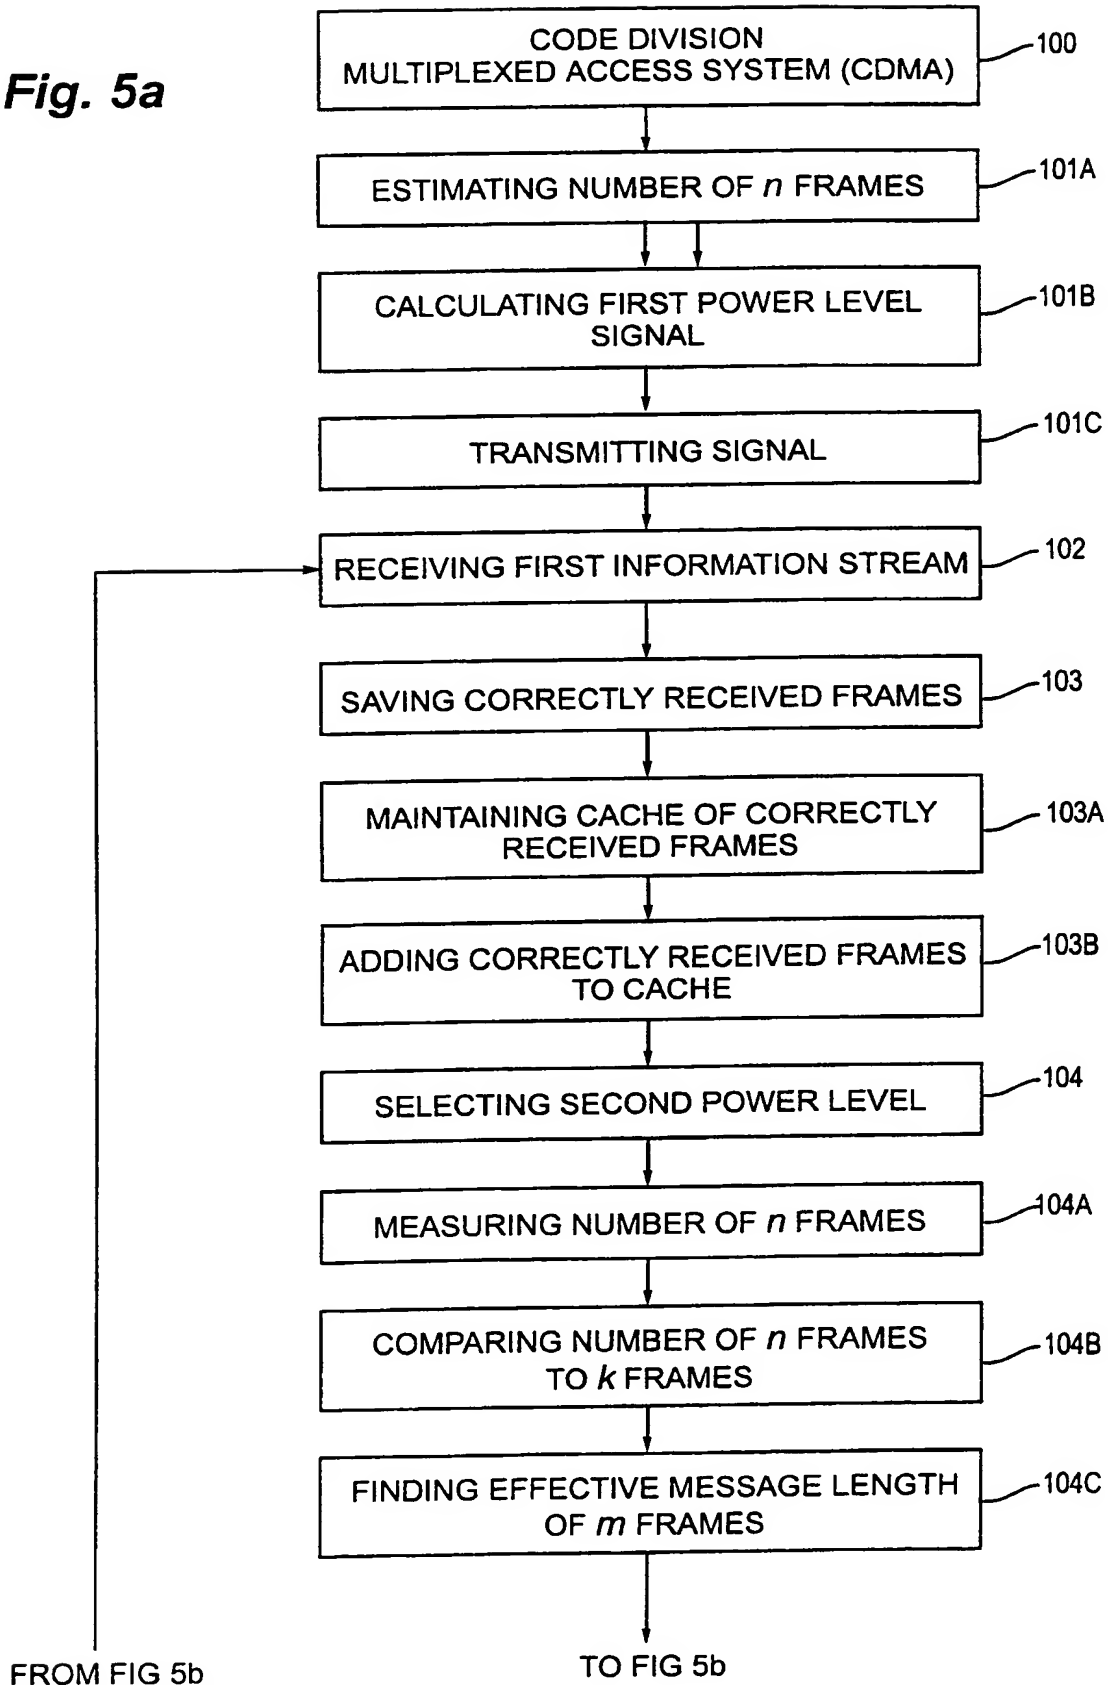 Fig. 5a
CODE DIVISION
MULTIPLEXED ACCESS SYSTEM (CDMA)
100
ESTIMATING NUMBER OF n FRAMES
101A
CALCULATING FIRST POWER LEVEL
SIGNAL
101B
TRANSMITTING SIGNAL
101C
RECEIVING FIRST INFORMATION STREAM
102
SAVING CORRECTLY RECEIVED FRAMES
103
MAINTAINING CACHE OF CORRECTLY
RECEIVED FRAMES
103A
ADDING CORRECTLY RECEIVED FRAMES
TO CACHE
103B
SELECTING SECOND POWER LEVEL
104
MEASURING NUMBER OF n FRAMES
104A
COMPARING NUMBER OF n FRAMES
TO k FRAMES
104B
FINDING EFFECTIVE MESSAGE LENGTH
OF m FRAMES
104C
FROM FIG 5b
TO FIG 5b